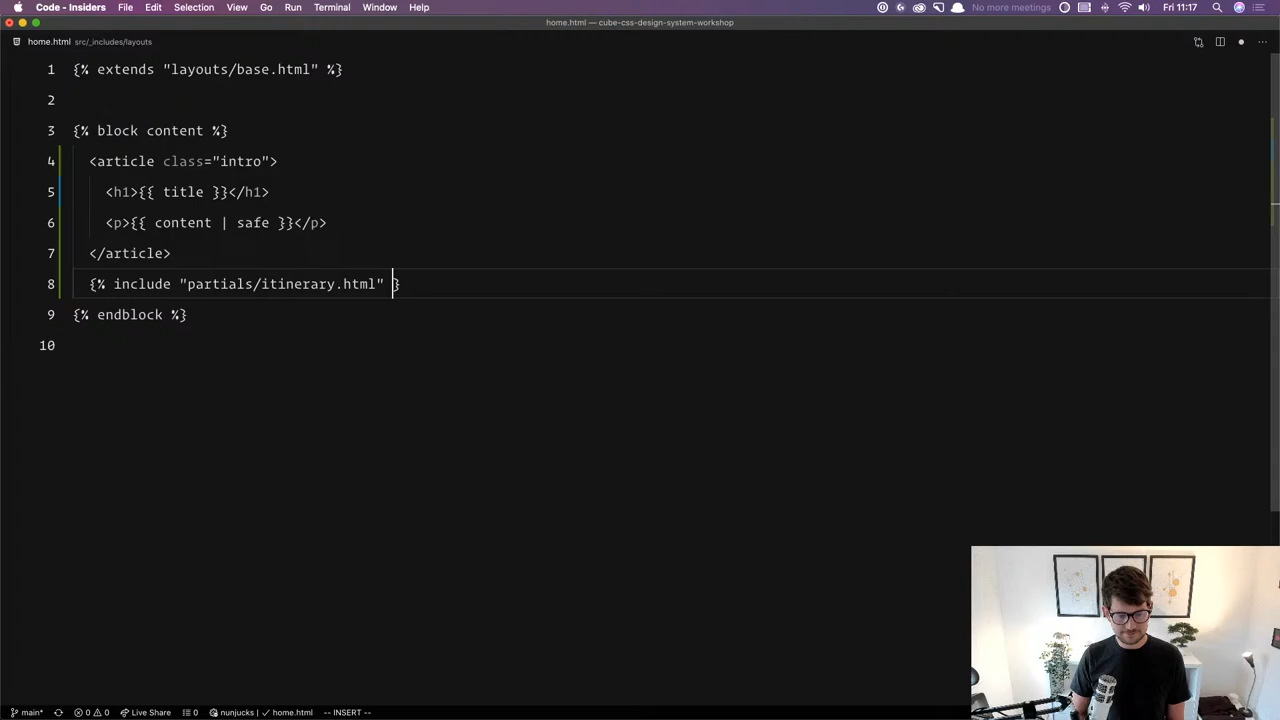 Code - Insiders File Edit Selection View Go Run Terminal Window Help No more meetings Fri 11:17
home.html — cube-css-design-system-workshop
home.html src/_includes/layouts
1 {% extends "layouts/base.html" %}
2
3 {% block content %}
4 <article class="intro">
5 <h1>{{ title }}</h1>
6 <p>{{ content | safe }}</p>
7 </article>
8 {% include "partials/itinerary.html" }
9 {% endblock %}
10
main* 0 0 Live Share 0 nunjucks home.html -- INSERT --